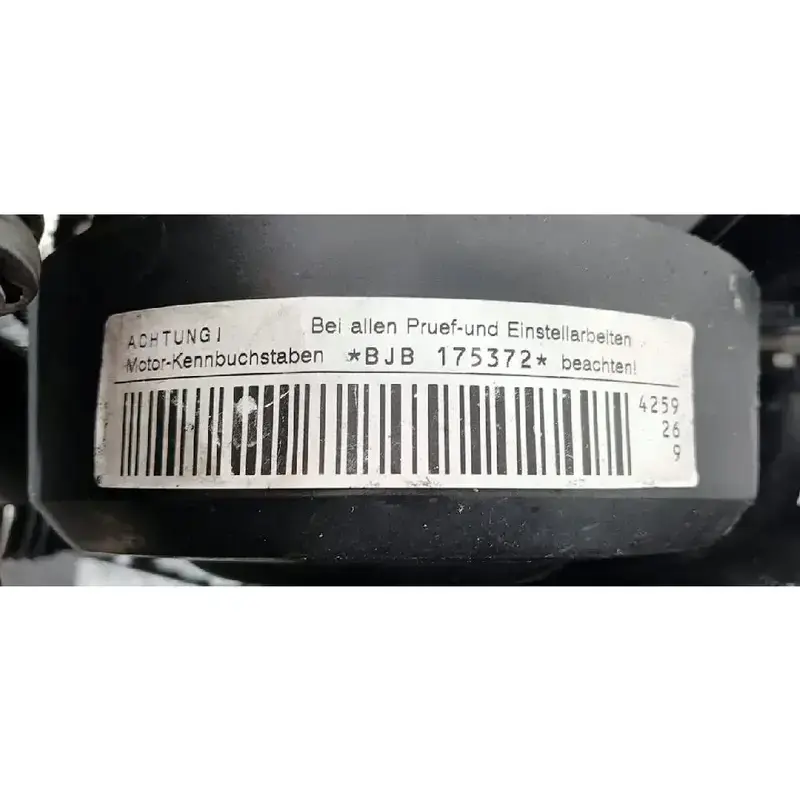 ACHTUNG! Bei allen Pruef-und Einstellarbeiten
Motor-Kennbuchstaben *BJB 175372* beachten!
4259
26
9